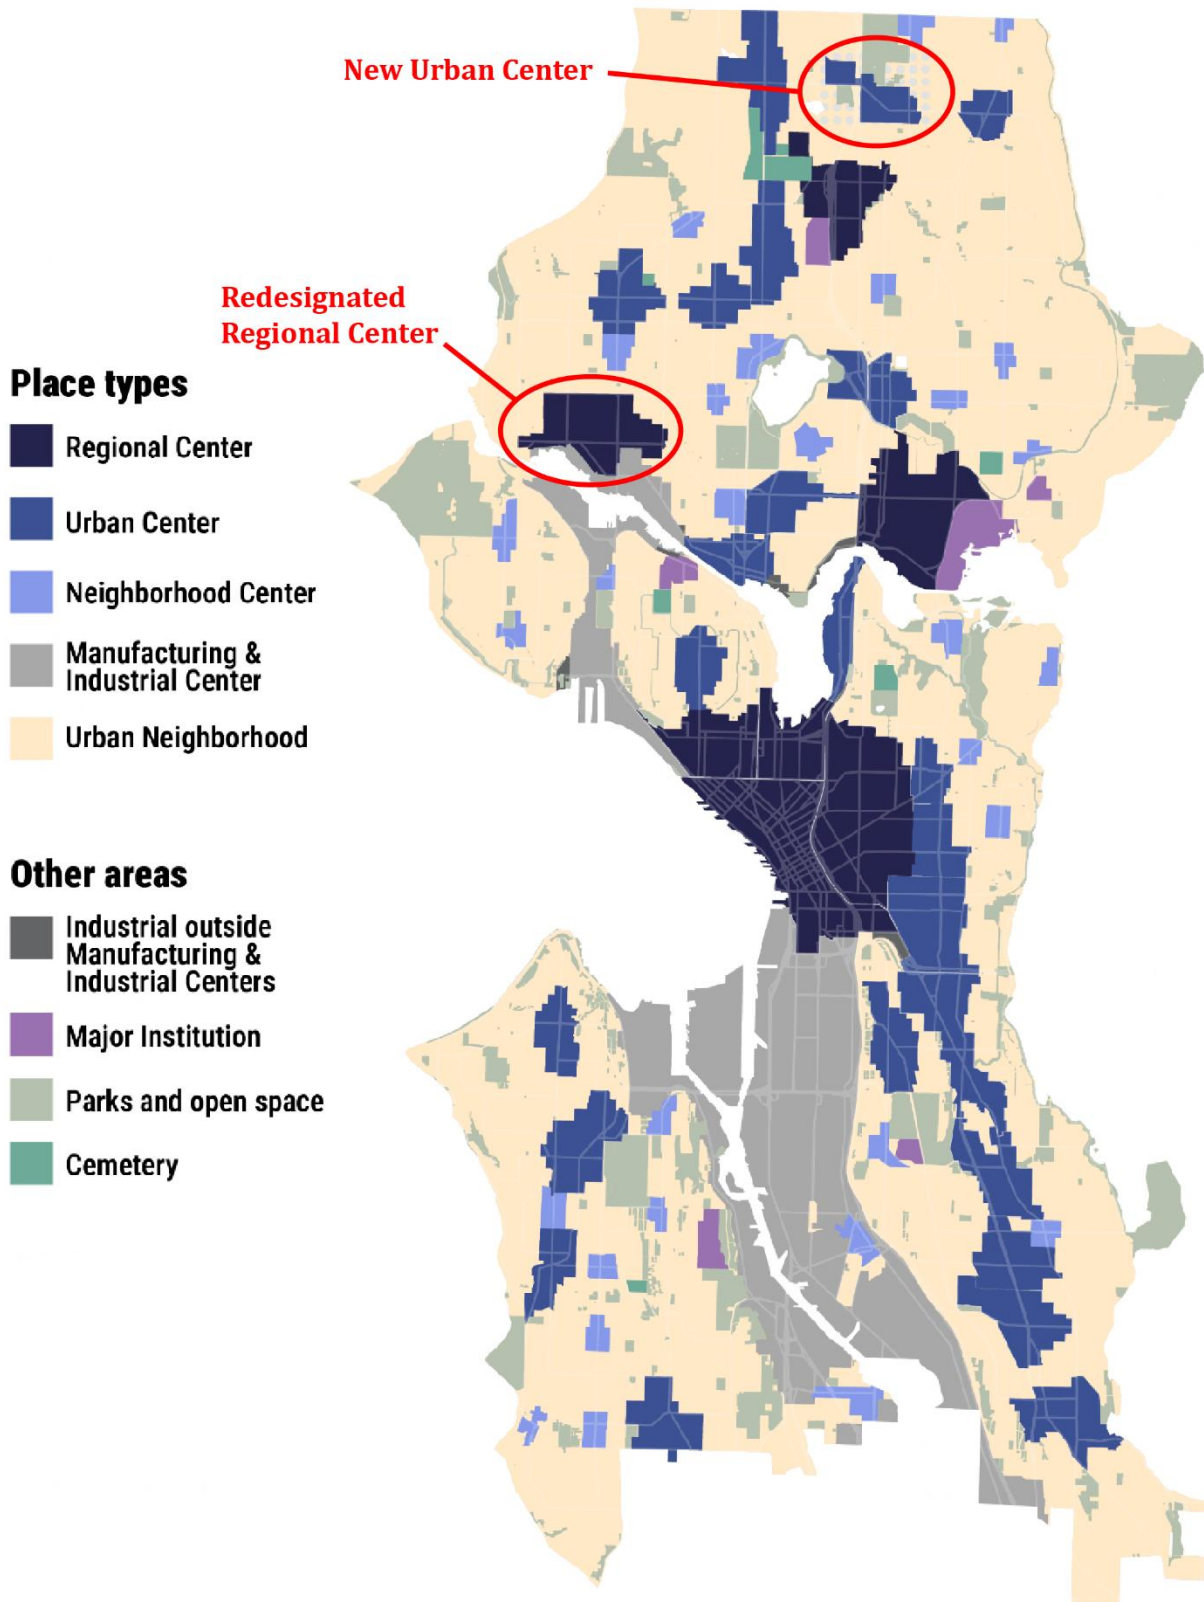 New Urban Center
Redesignated
Regional Center
Place types
Regional Center
Urban Center
Neighborhood Center
Manufacturing &
Industrial Center
Urban Neighborhood
Other areas
Industrial outside
Manufacturing &
Industrial Centers
Major Institution
Parks and open space
Cemetery